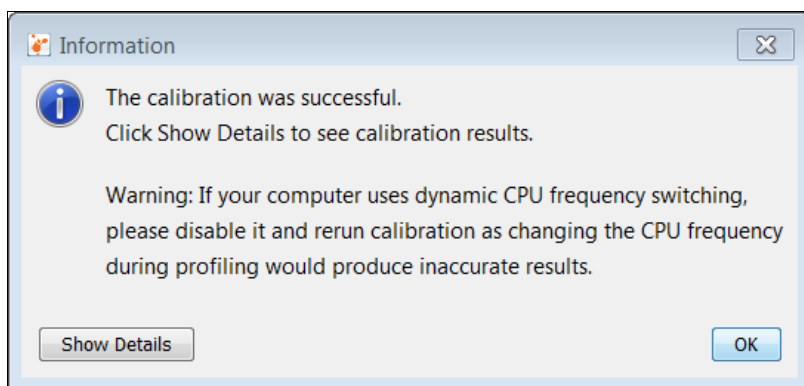 Information
The calibration was successful.
Click Show Details to see calibration results.
Warning: If your computer uses dynamic CPU frequency switching,
please disable it and rerun calibration as changing the CPU frequency
during profiling would produce inaccurate results.
Show Details
OK